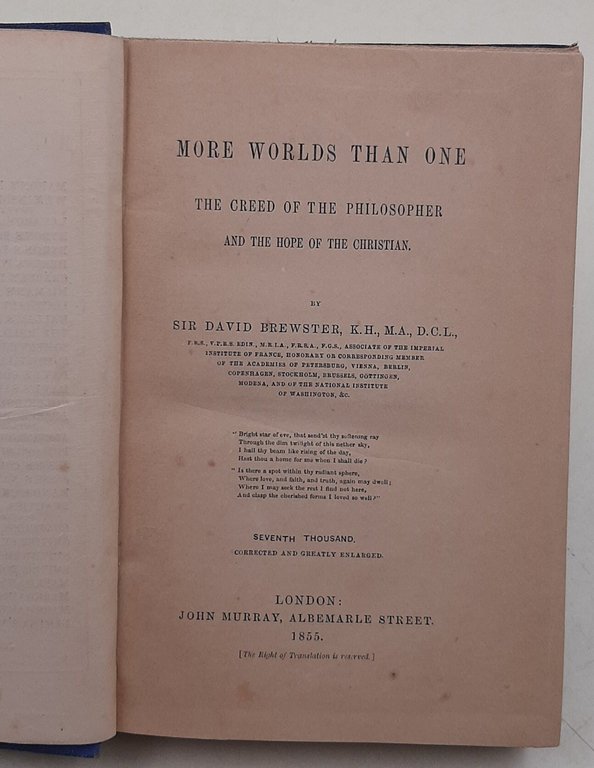 MORE WORLDS THAN ONE
THE CREED OF THE PHILOSOPHER
AND THE HOPE OF THE CHRISTIAN.
BY
SIR DAVID BREWSTER, K.H., M.A., D.C.L.,
F.R.S., V.P.R.S. EDIN., M.R.I.A., F.R.S.A., F.G.S., ASSOCIATE OF THE IMPERIAL
INSTITUTE OF FRANCE, HONORARY OR CORRESPONDING MEMBER
OF THE ACADEMIES OF PETERSBURG, VIENNA, BERLIN,
COPENHAGEN, STOCKHOLM, BRUSSELS, GÖTTINGEN,
MODENA, AND OF THE NATIONAL INSTITUTE
OF WASHINGTON, &C.
"Bright star of eve, that send'st thy softening ray
Through the dim twilight of this nether sky,
I hail thy beam like rising of the day,
Hast thou a home for me when I shall die?
"Is there a spot within thy radiant sphere,
Where love, and faith, and truth, again may dwell;
Where I may seek the rest I find not here,
And clasp the cherished forms I loved so well?"
SEVENTH THOUSAND.
CORRECTED AND GREATLY ENLARGED.
LONDON:
JOHN MURRAY, ALBEMARLE STREET.
1855.
[The Right of Translation is reserved.]